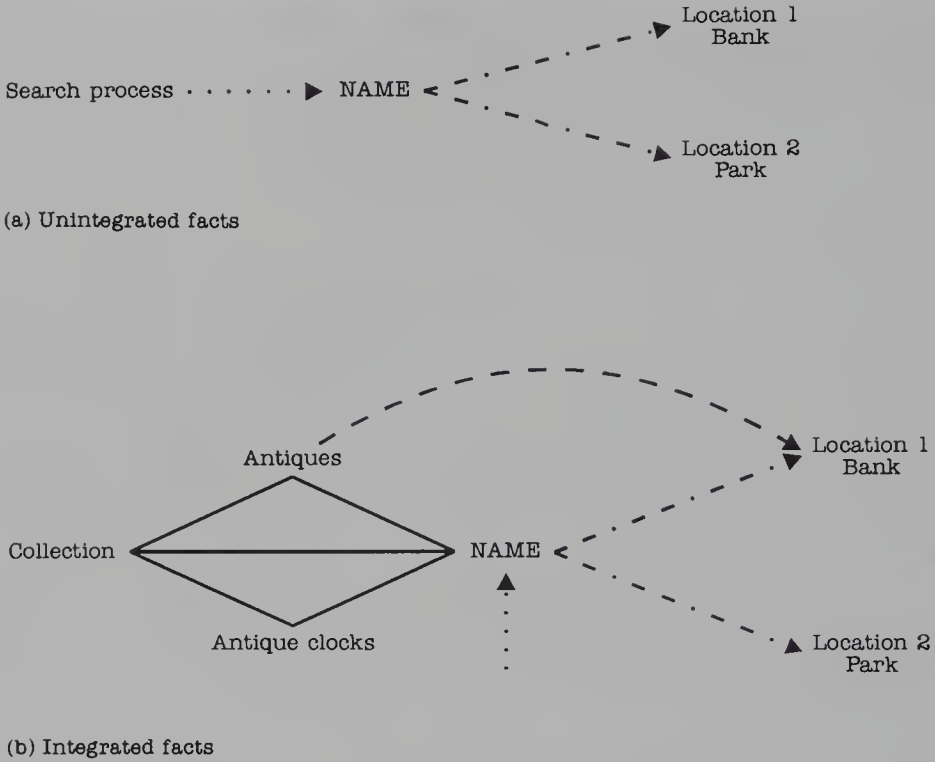 Location 1
Bank
Search process
NAME
Location 2
Park
(a) Unintegrated facts
Antiques
Location 1
Bank
Collection
NAME
Antique clocks
Location 2
Park
(b) Integrated facts